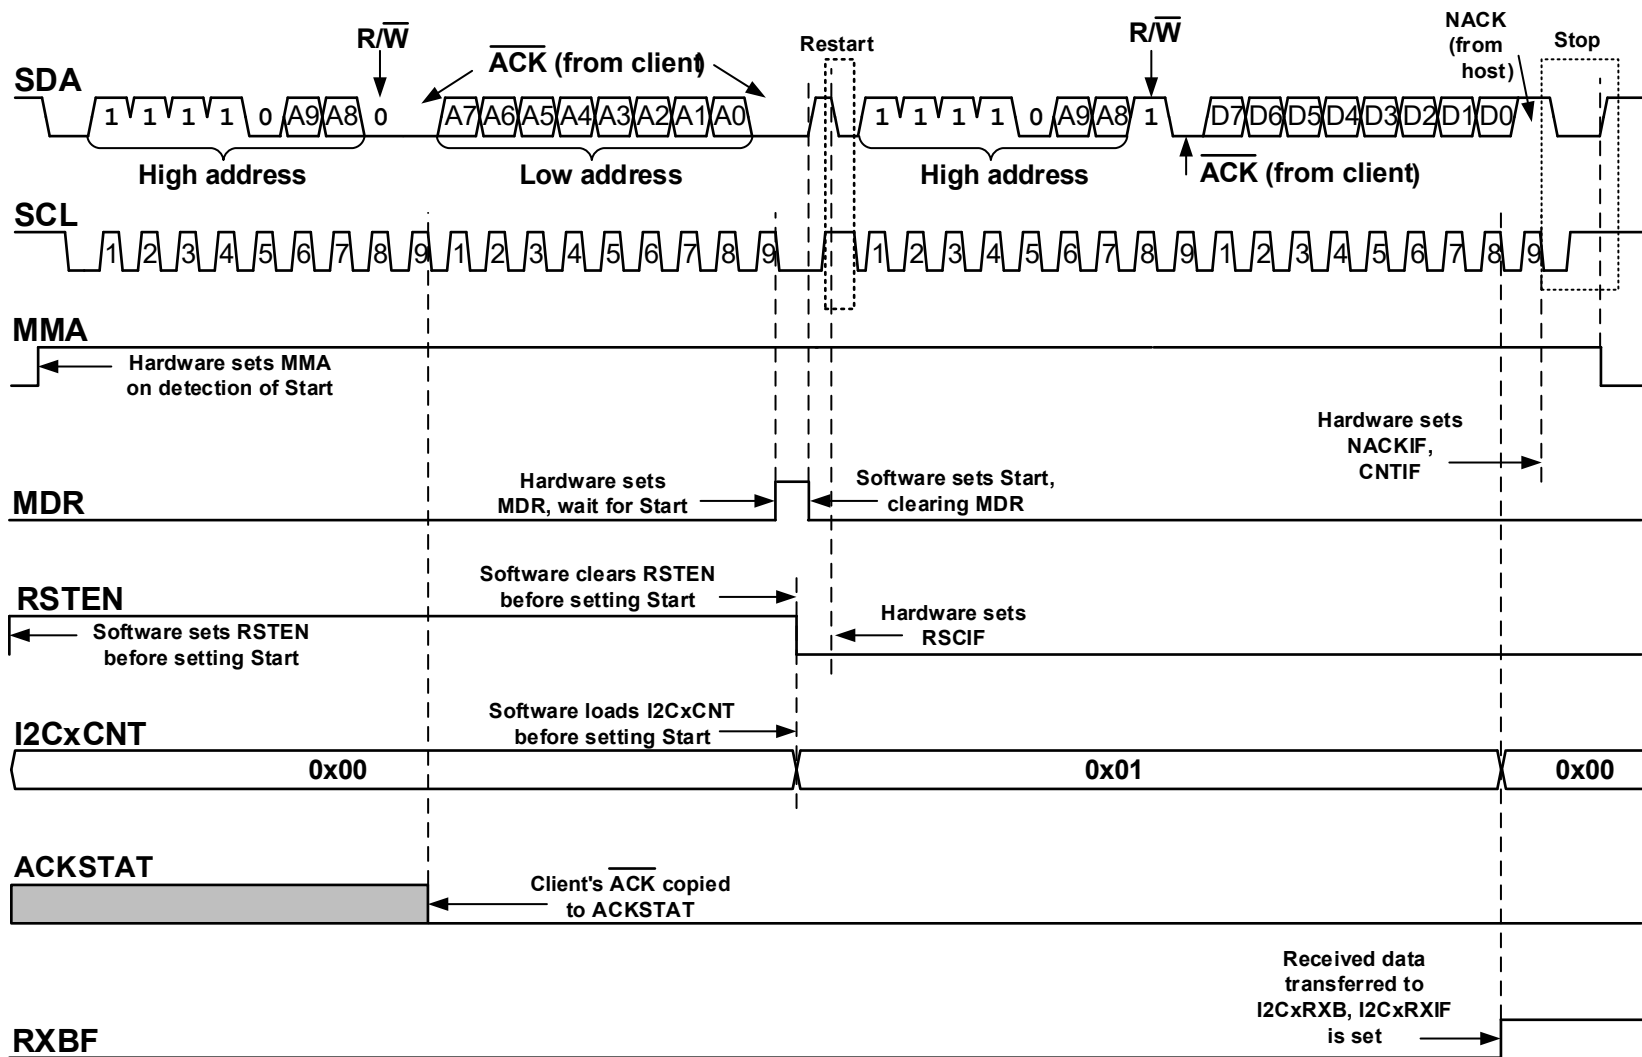 R/W
ACK (from client)
Restart
R/W
NACK
(from
host)
Stop
SDA
1 1 1 1 0 A9 A8 0 A7 A6 A5 A4 A3 A2 A1 A0 1 1 1 1 0 A9 A8 1 D7 D6 D5 D4 D3 D2 D1 D0
High address
Low address
High address
ACK (from client)
SCL
1 2 3 4 5 6 7 8 9 1 2 3 4 5 6 7 8 9 1 2 3 4 5 6 7 8 9 1 2 3 4 5 6 7 8 9
MMA
Hardware sets MMA
on detection of Start
Hardware sets
NACKIF,
CNTIF
MDR
Hardware sets
MDR, wait for Start
Software sets Start,
clearing MDR
RSTEN
Software sets RSTEN
before setting Start
Software clears RSTEN
before setting Start
Hardware sets
RSCIF
I2CxCNT
Software loads I2CxCNT
before setting Start
0x00
0x01
0x00
ACKSTAT
Client's ACK copied
to ACKSTAT
Received data
transferred to
I2CxRXB, I2CxRXIF
is set
RXBF